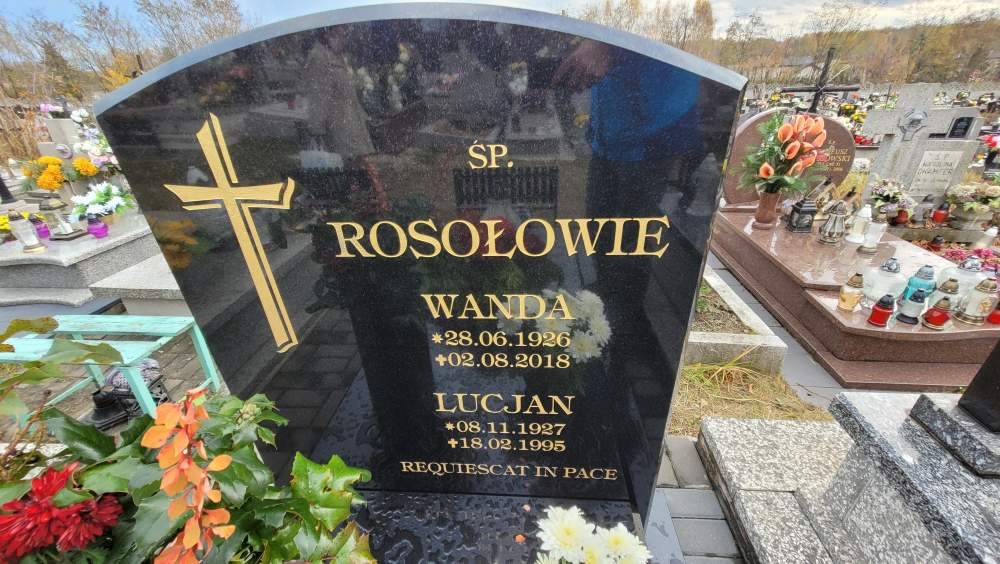 ŚP.
ROSOŁOWIE
WANDA
*28.06.1926
+02.08.2018
LUCJAN
*08.11.1927
+18.02.1995
REQUIESCAT IN PACE